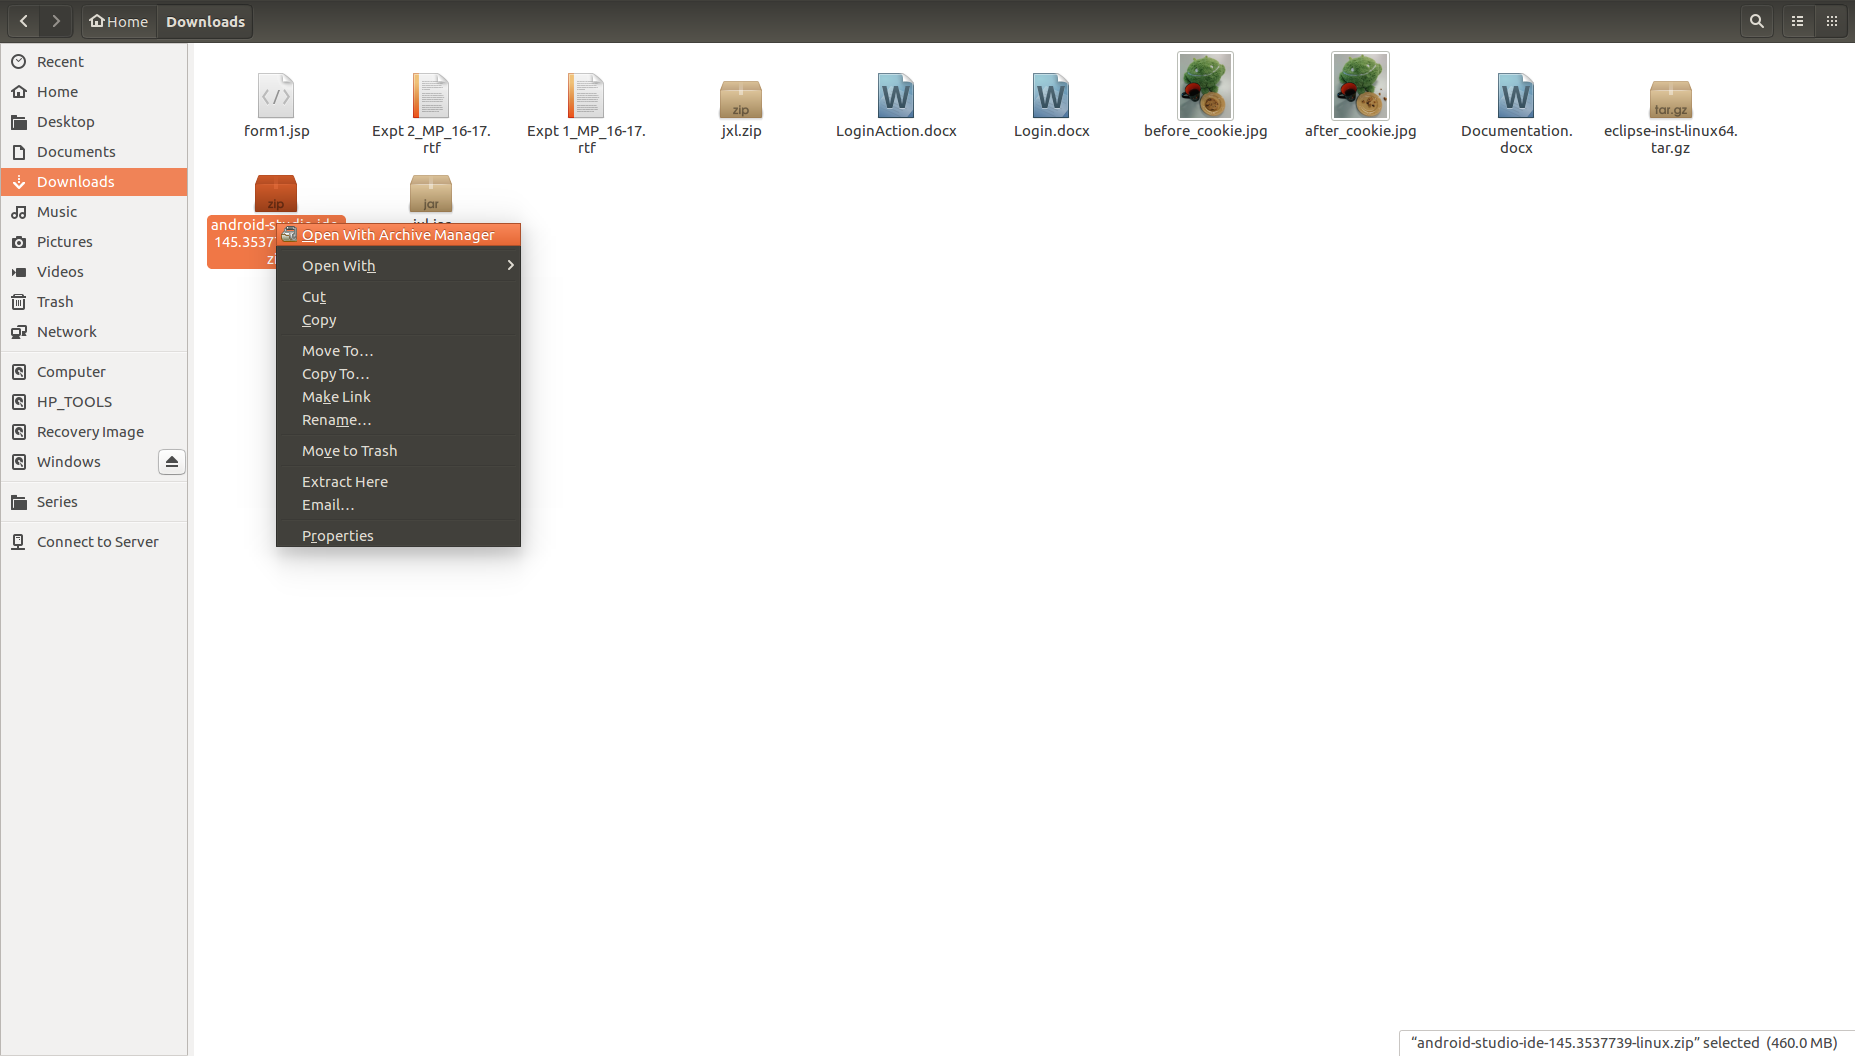 Home Downloads
Recent
Home
Desktop
Documents
Downloads
Music
Pictures
Videos
Trash
Network
Computer
HP_TOOLS
Recovery Image
Windows
Series
Connect to Server
form1.jsp
Expt 2_MP_16-17.
rtf
Expt 1_MP_16-17.
rtf
zip
jxl.zip
W
LoginAction.docx
W
Login.docx
before_cookie.jpg
after_cookie.jpg
W
Documentation.
docx
tar.gz
eclipse-inst-linux64.
tar.gz
zip
android-studio-ide-
145.3537
zi
jar
Open With Archive Manager
Open With
Cut
Copy
Move To…
Copy To…
Make Link
Rename…
Move to Trash
Extract Here
Email…
Properties
“android-studio-ide-145.3537739-linux.zip” selected (460.0 MB)